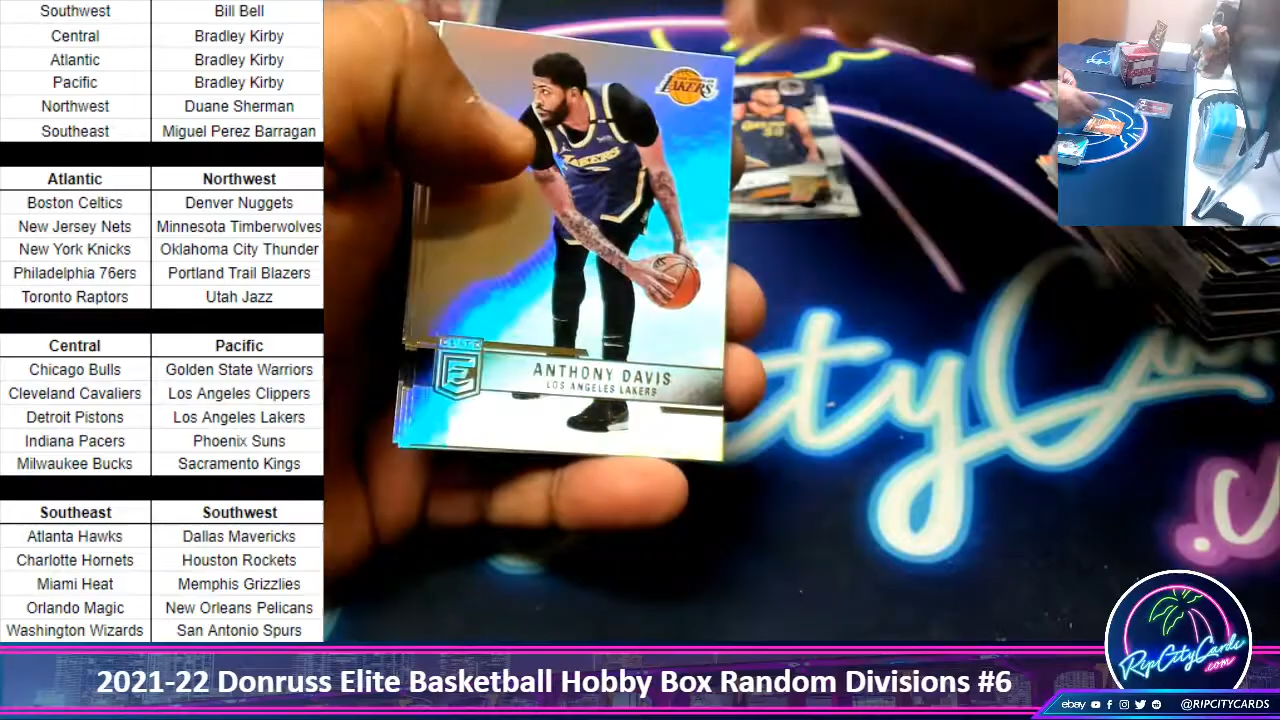 Southwest Bill Bell
Central Bradley Kirby
Atlantic Bradley Kirby
Pacific Bradley Kirby
Northwest Duane Sherman
Southeast Miguel Perez Barragan
Atlantic Northwest
Boston Celtics Denver Nuggets
New Jersey Nets Minnesota Timberwolves
New York Knicks Oklahoma City Thunder
Philadelphia 76ers Portland Trail Blazers
Toronto Raptors Utah Jazz
Central Pacific
Chicago Bulls Golden State Warriors
Cleveland Cavaliers Los Angeles Clippers
Detroit Pistons Los Angeles Lakers
Indiana Pacers Phoenix Suns
Milwaukee Bucks Sacramento Kings
Southeast Southwest
Atlanta Hawks Dallas Mavericks
Charlotte Hornets Houston Rockets
Miami Heat Memphis Grizzlies
Orlando Magic New Orleans Pelicans
Washington Wizards San Antonio Spurs
LAKERS
LAKERS
ELITE
E
ANTHONY DAVIS
LOS ANGELES LAKERS
RipCityCards
.com
2021-22 Donruss Elite Basketball Hobby Box Random Divisions #6
ebay @RIPCITYCARDS